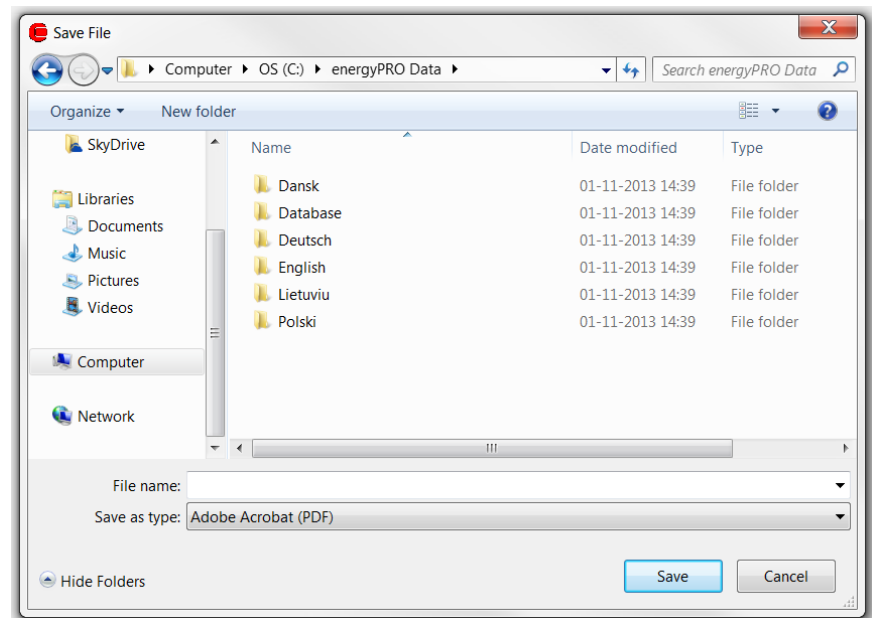 Save File
Computer OS (C:) energyPRO Data
Search energyPRO Data
Organize New folder
SkyDrive
Libraries
Documents
Music
Pictures
Videos
Computer
Network
Name Date modified Type
Dansk 01-11-2013 14:39 File folder
Database 01-11-2013 14:39 File folder
Deutsch 01-11-2013 14:39 File folder
English 01-11-2013 14:39 File folder
Lietuviu 01-11-2013 14:39 File folder
Polski 01-11-2013 14:39 File folder
File name:
Save as type: Adobe Acrobat (PDF)
Hide Folders Save Cancel